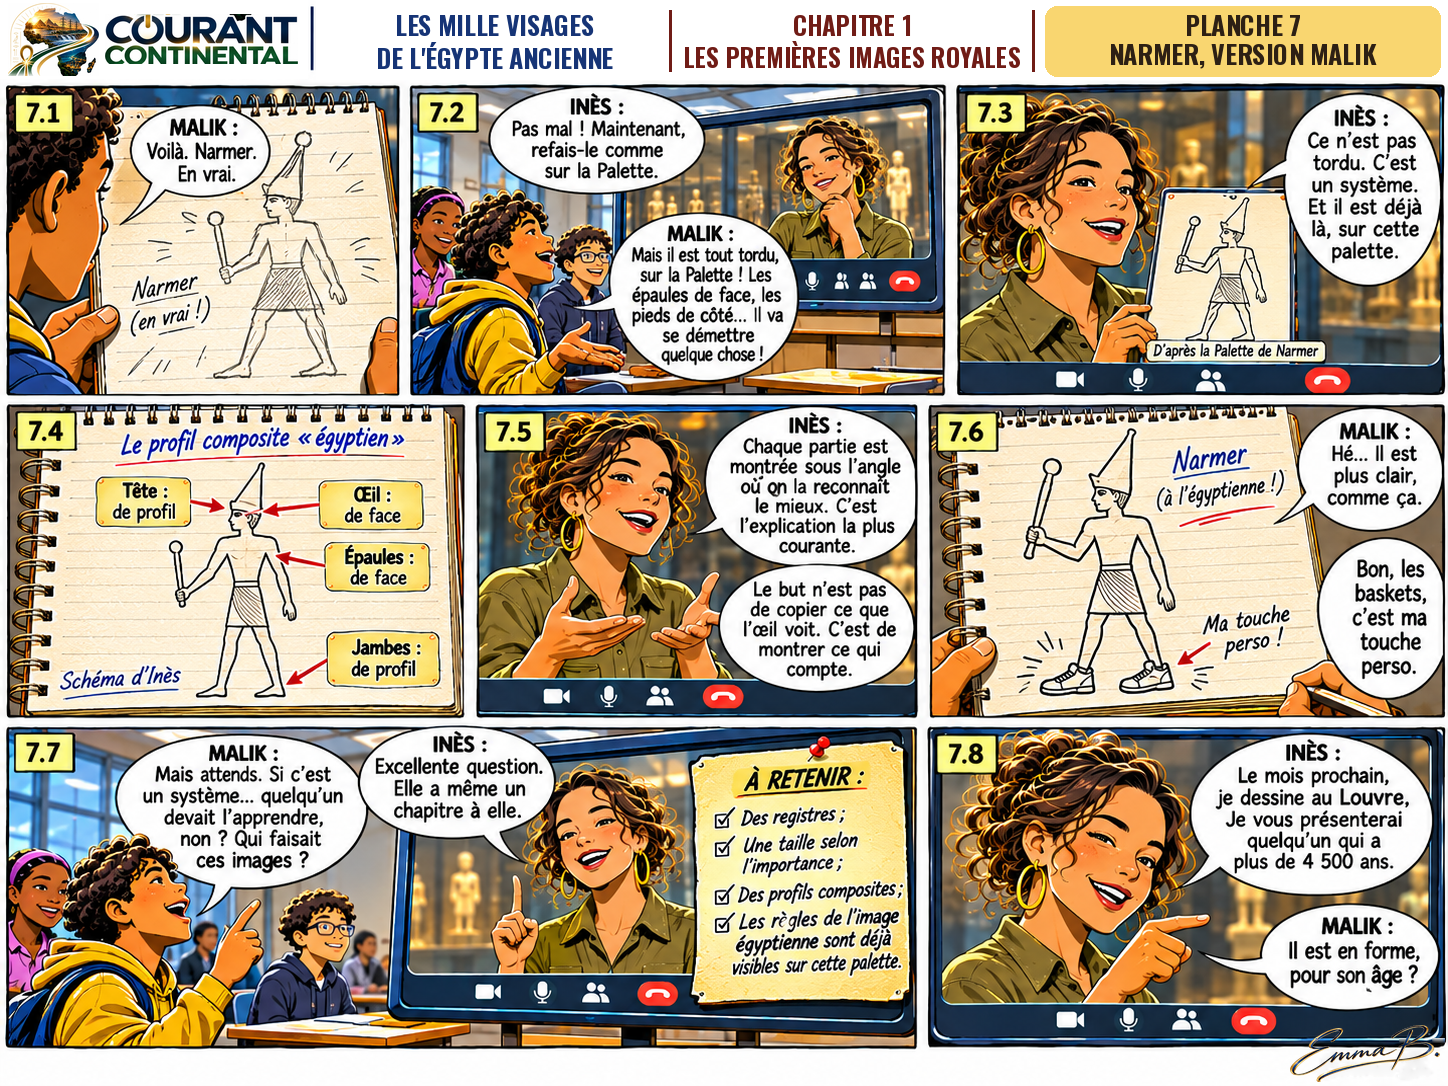 COURANT
CONTINENTAL
LES MILLE VISAGES
DE L'ÉGYPTE ANCIENNE
CHAPITRE 1
LES PREMIÈRES IMAGES ROYALES
PLANCHE 7
NARMER, VERSION MALIK
7.1
MALIK :
Voilà. Narmer.
En vrai.
Narmer
(en vrai !)
7.2
INÈS :
Pas mal ! Maintenant,
refais-le comme
sur la Palette.
MALIK :
Mais il est tout tordu,
sur la Palette ! Les
épaules de face, les
pieds de côté... Il va
se démettre
quelque chose !
7.3
INÈS :
Ce n'est pas
tordu. C'est
un système.
Et il est déjà
là, sur cette
palette.
D'après la Palette de Narmer
7.4
Le profil composite « égyptien »
Tête :
de profil
Œil :
de face
Épaules :
de face
Jambes :
de profil
Schéma d'Inès
7.5
INÈS :
Chaque partie est
montrée sous l'angle
où on la reconnaît
le mieux. C'est
l'explication la plus
courante.
Le but n'est pas
de copier ce que
l'œil voit. C'est de
montrer ce qui
compte.
7.6
Narmer
(à l'égyptienne !)
MALIK :
Hé... Il est
plus clair,
comme ça.
Bon, les
baskets,
c'est ma
touche
perso.
Ma touche
perso !
7.7
MALIK :
Mais attends. Si c'est
un système... quelqu'un
devait l'apprendre,
non ? Qui faisait
ces images ?
INÈS :
Excellente question.
Elle a même un
chapitre à elle.
À RETENIR :
Des registres ;
Une taille selon
l'importance ;
Des profils composites ;
Les règles de l'image
égyptienne sont déjà
visibles sur cette palette.
7.8
INÈS :
Le mois prochain,
je dessine au Louvre,
Je vous présenterai
quelqu'un qui a
plus de 4 500 ans.
MALIK :
Il est en forme,
pour son âge ?
Emma B.